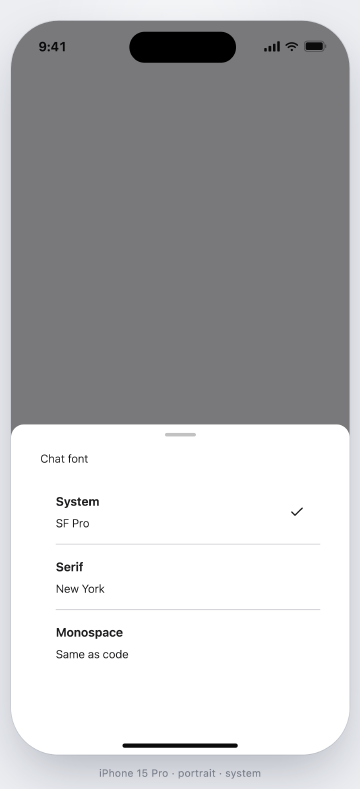 9:41
Chat font
System
SF Pro
Serif
New York
Monospace
Same as code
iPhone 15 Pro · portrait · system